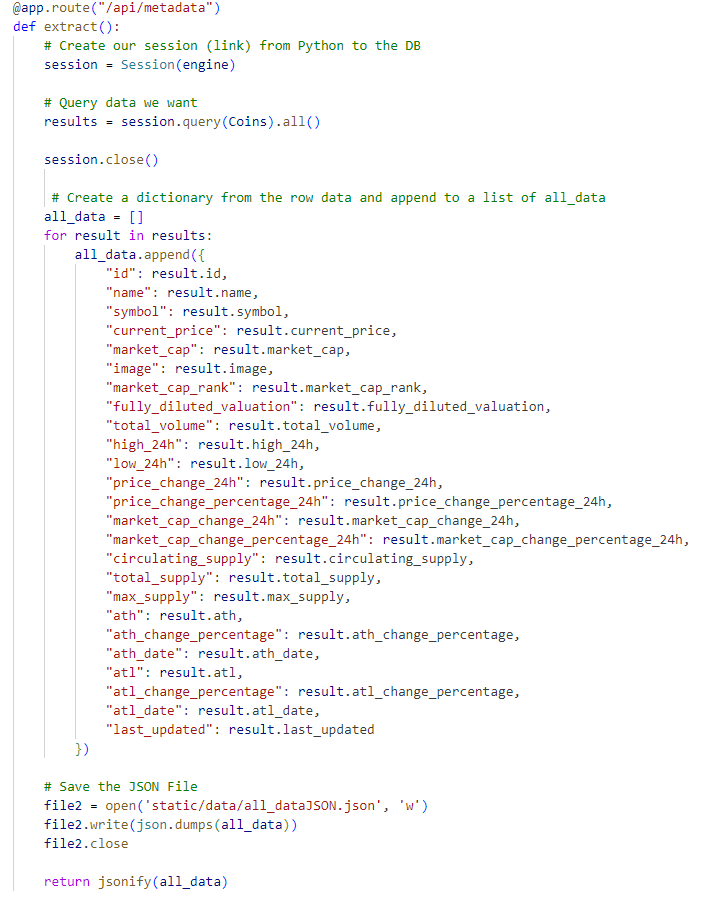 @app.route("/api/metadata")
def extract():
    # Create our session (link) from Python to the DB
    session = Session(engine)

    # Query data we want
    results = session.query(Coins).all()

    session.close()

     # Create a dictionary from the row data and append to a list of all_data
    all_data = []
    for result in results:
        all_data.append({
            "id": result.id,
            "name": result.name,
            "symbol": result.symbol,
            "current_price": result.current_price,
            "market_cap": result.market_cap,
            "image": result.image,
            "market_cap_rank": result.market_cap_rank,
            "fully_diluted_valuation": result.fully_diluted_valuation,
            "total_volume": result.total_volume,
            "high_24h": result.high_24h,
            "low_24h": result.low_24h,
            "price_change_24h": result.price_change_24h,
            "price_change_percentage_24h": result.price_change_percentage_24h,
            "market_cap_change_24h": result.market_cap_change_24h,
            "market_cap_change_percentage_24h": result.market_cap_change_percentage_24h,
            "circulating_supply": result.circulating_supply,
            "total_supply": result.total_supply,
            "max_supply": result.max_supply,
            "ath": result.ath,
            "ath_change_percentage": result.ath_change_percentage,
            "ath_date": result.ath_date,
            "atl": result.atl,
            "atl_change_percentage": result.atl_change_percentage,
            "atl_date": result.atl_date,
            "last_updated": result.last_updated
        })

    # Save the JSON File
    file2 = open('static/data/all_dataJSON.json', 'w')
    file2.write(json.dumps(all_data))
    file2.close

    return jsonify(all_data)